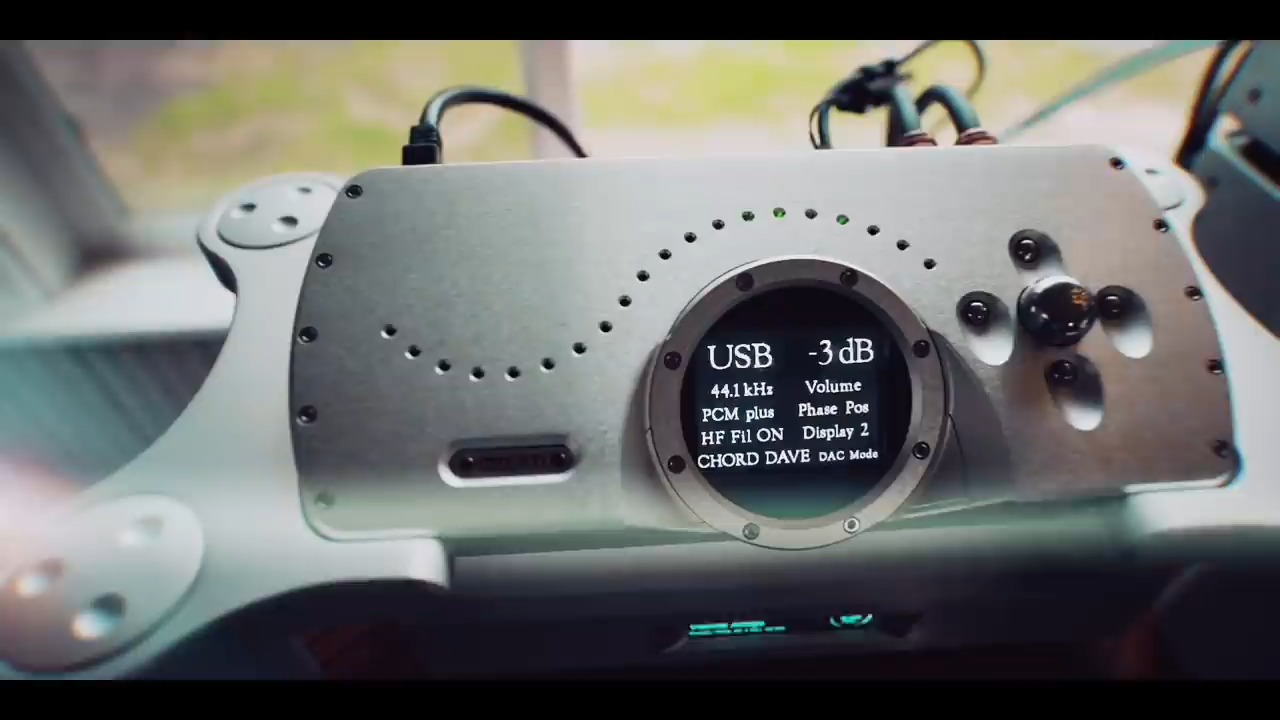 USB -3 dB
44.1 kHz Volume
PCM plus Phase Pos
HF Fil ON Display 2
CHORD DAVE DAC Mode